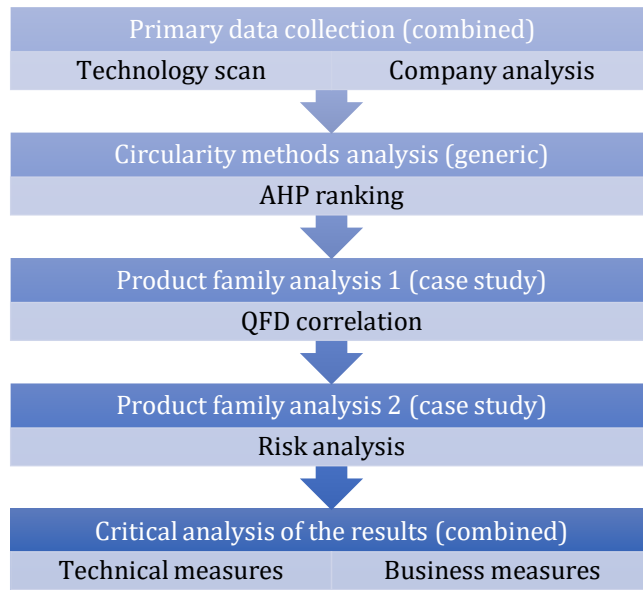 Primary data collection (combined)
Technology scan Company analysis
Circularity methods analysis (generic)
AHP ranking
Product family analysis 1 (case study)
QFD correlation
Product family analysis 2 (case study)
Risk analysis
Critical analysis of the results (combined)
Technical measures Business measures